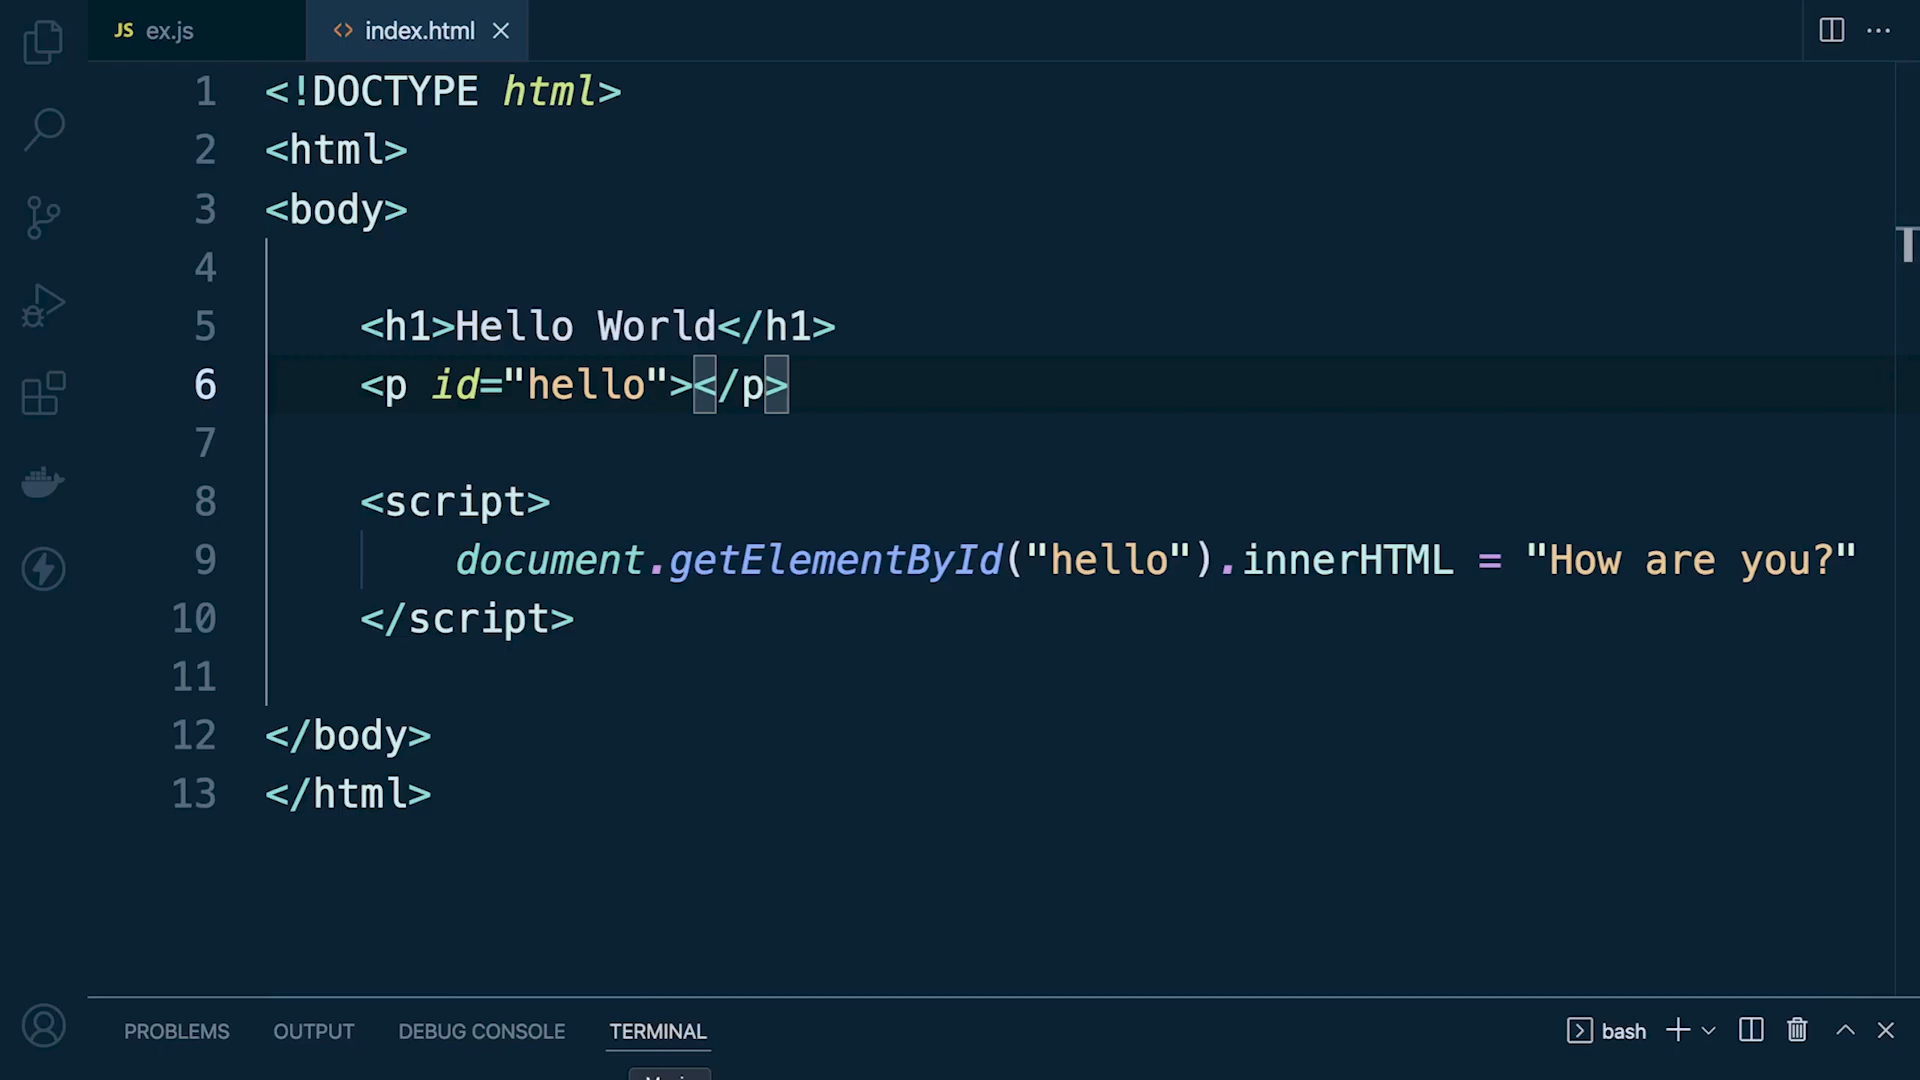 JS ex.js
<> index.html
1 <!DOCTYPE html>
2 <html>
3 <body>
4
5 <h1>Hello World</h1>
6 <p id="hello"></p>
7
8 <script>
9 document.getElementById("hello").innerHTML = "How are you?"
10 </script>
11
12 </body>
13 </html>
PROBLEMS OUTPUT DEBUG CONSOLE TERMINAL bash